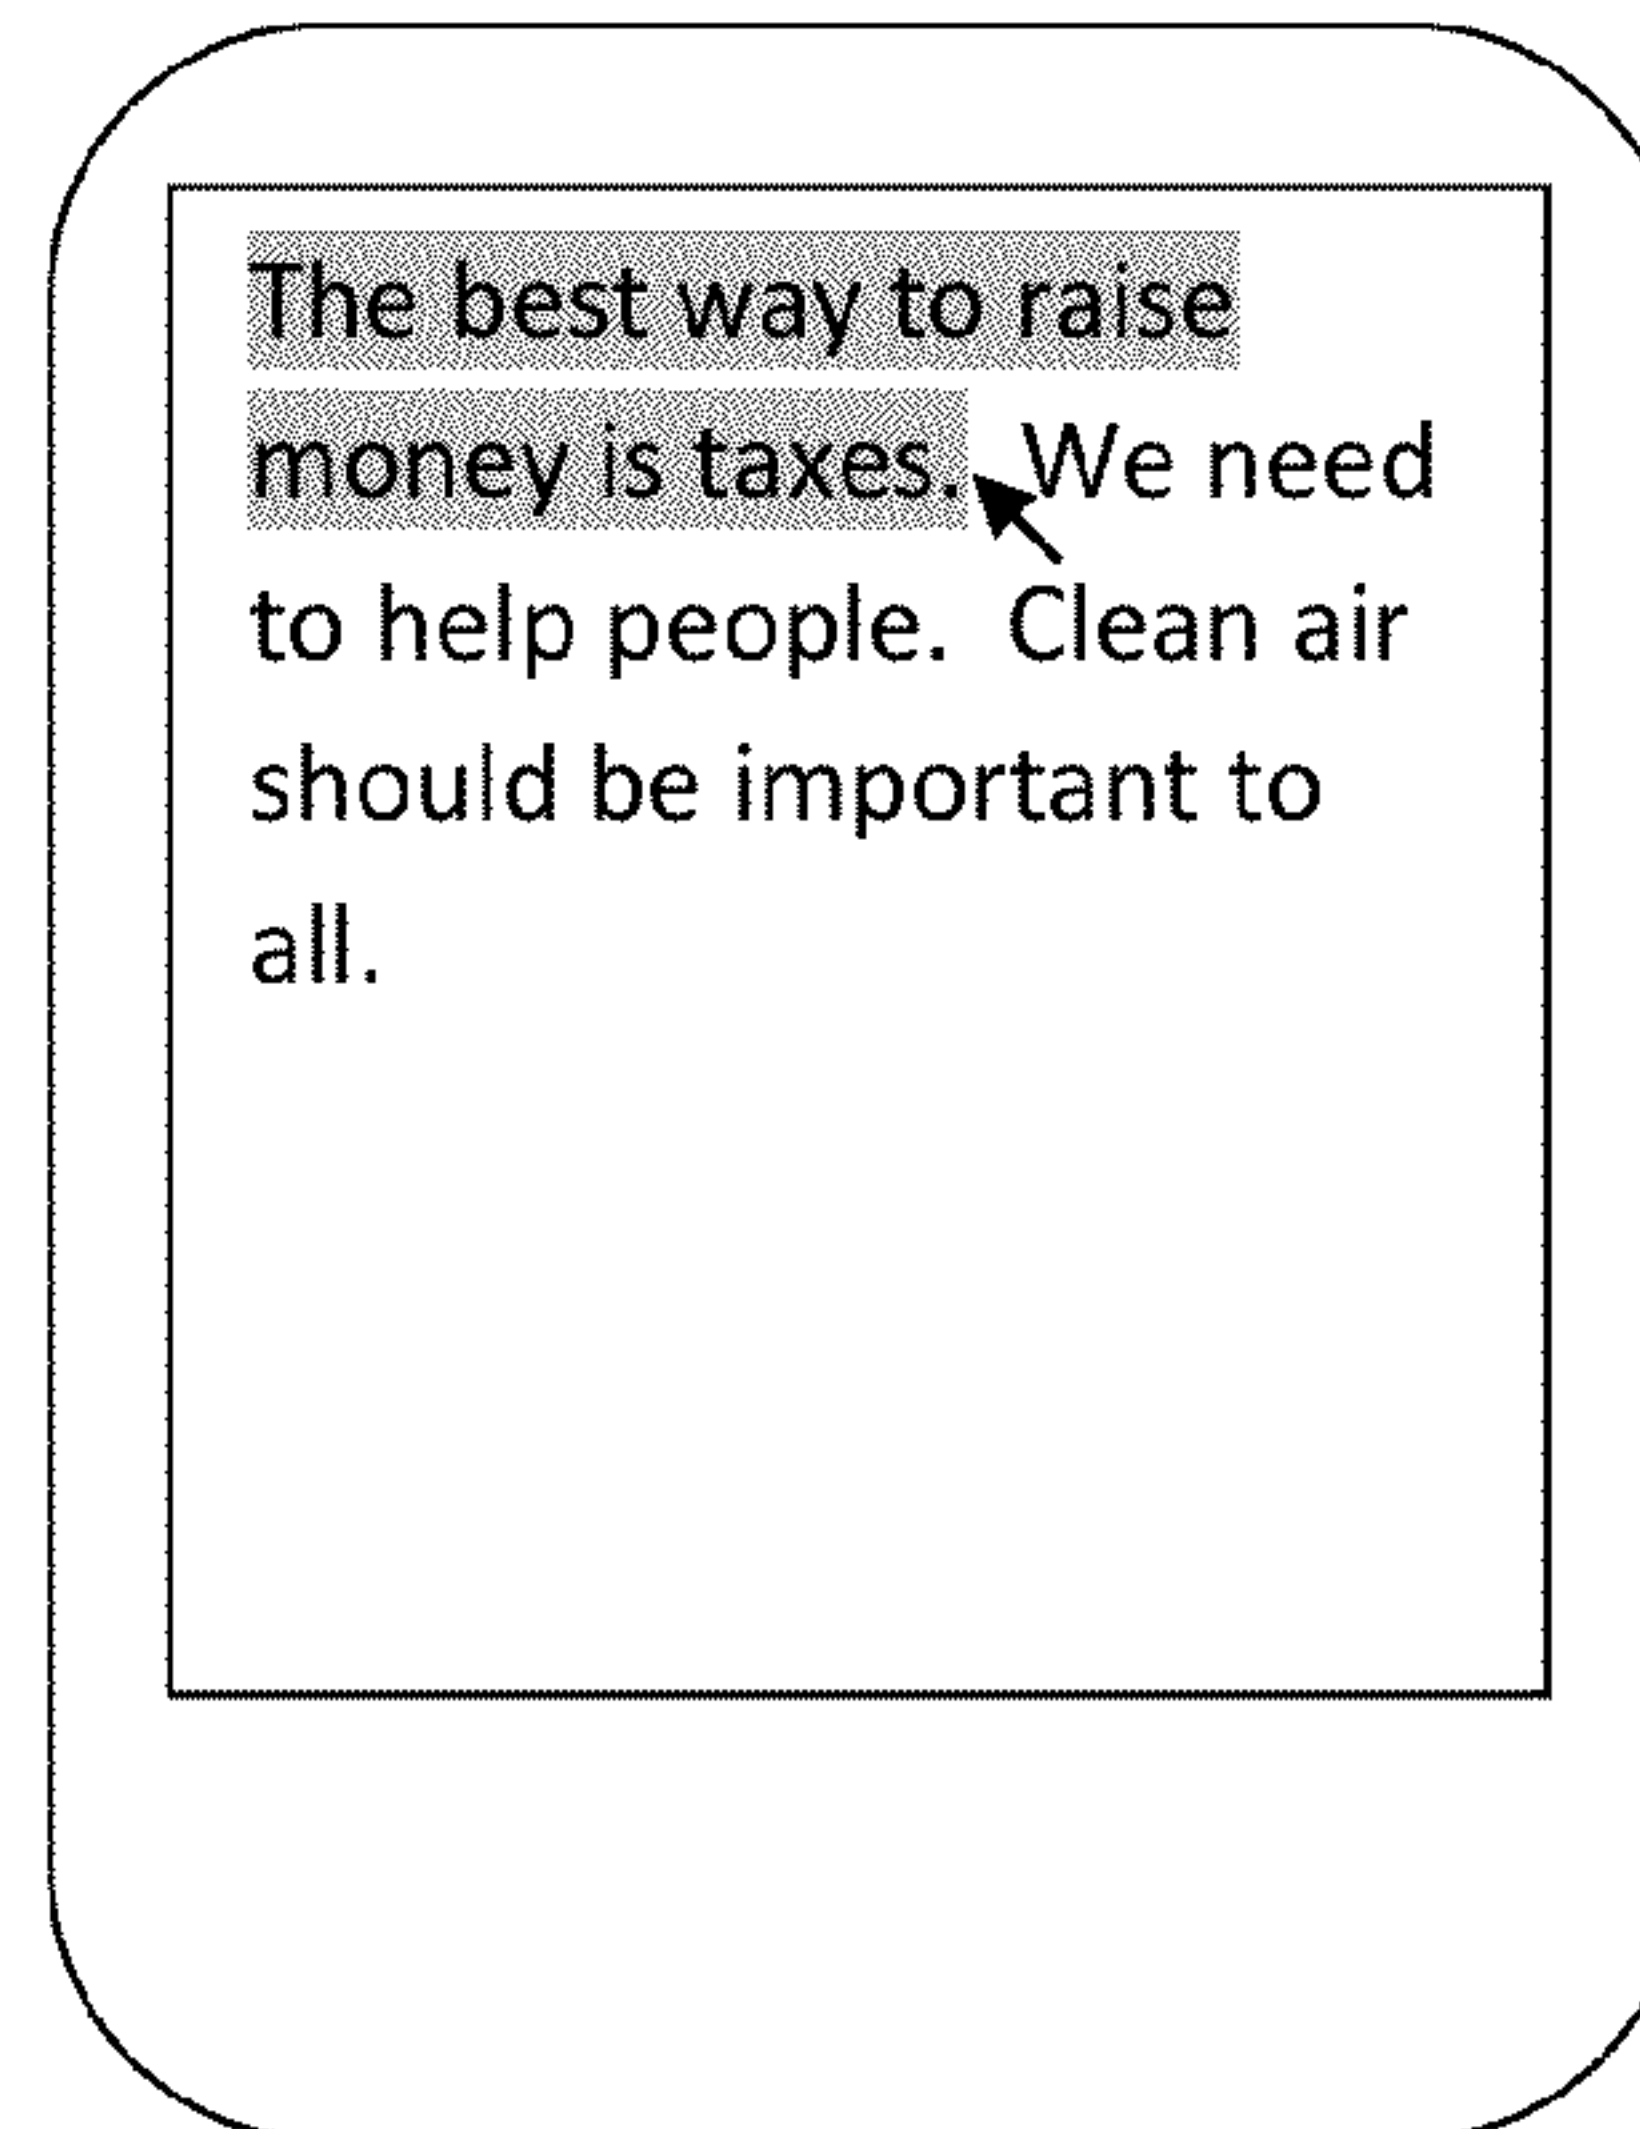 The best way to raise
money is taxes.  We need
to help people.  Clean air
should be important to
all.